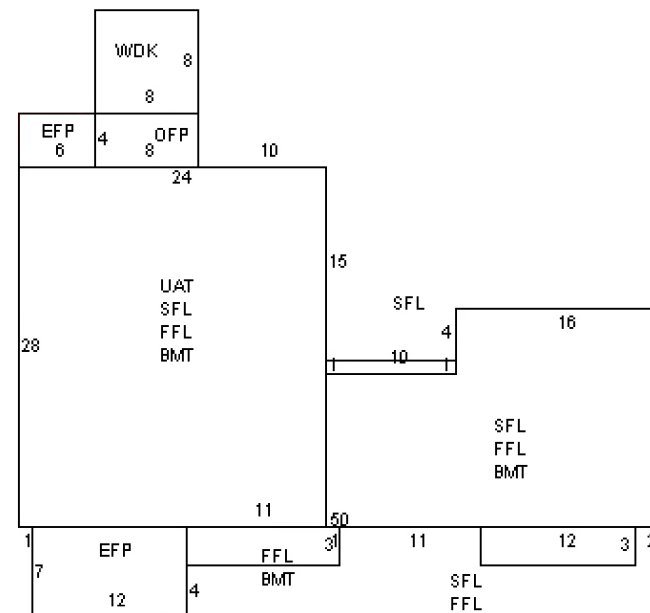 WDK 8
8
EFP 4 OFP
6 8 10
24
15
UAT
SFL
FFL
BMT
SFL
4 16
28
1 10 1
SFL
FFL
BMT
11 50
1 EFP 3 1 11 12 3
FFL
7 BMT
12 4
SFL
FFL